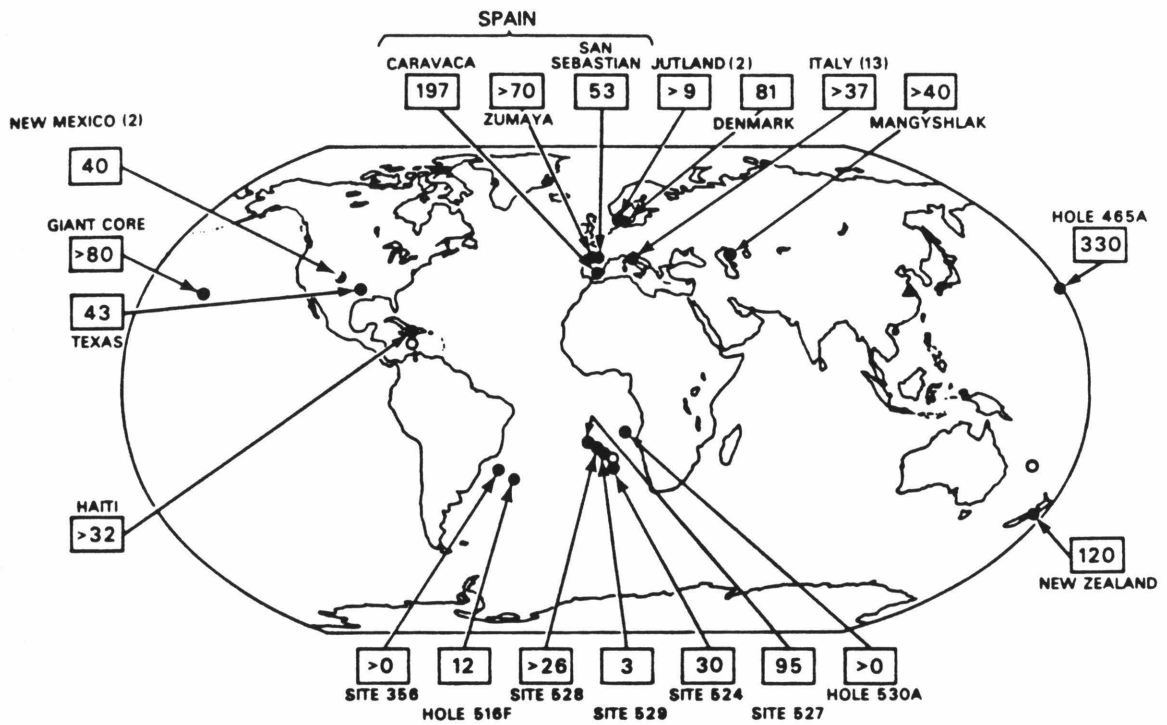 SPAIN
CARAVACA
197
>70
ZUMAYA
SAN
SEBASTIAN
53
JUTLAND (2)
>9
81
DENMARK
ITALY (13)
>37
>40
MANGYSHLAK
NEW MEXICO (2)
40
GIANT CORE
>80
43
TEXAS
HOLE 465A
330
HAITI
>32
120
NEW ZEALAND
>0
SITE 356
12
HOLE 516F
>26
SITE 528
3
SITE 529
30
SITE 524
95
SITE 527
>0
HOLE 530A